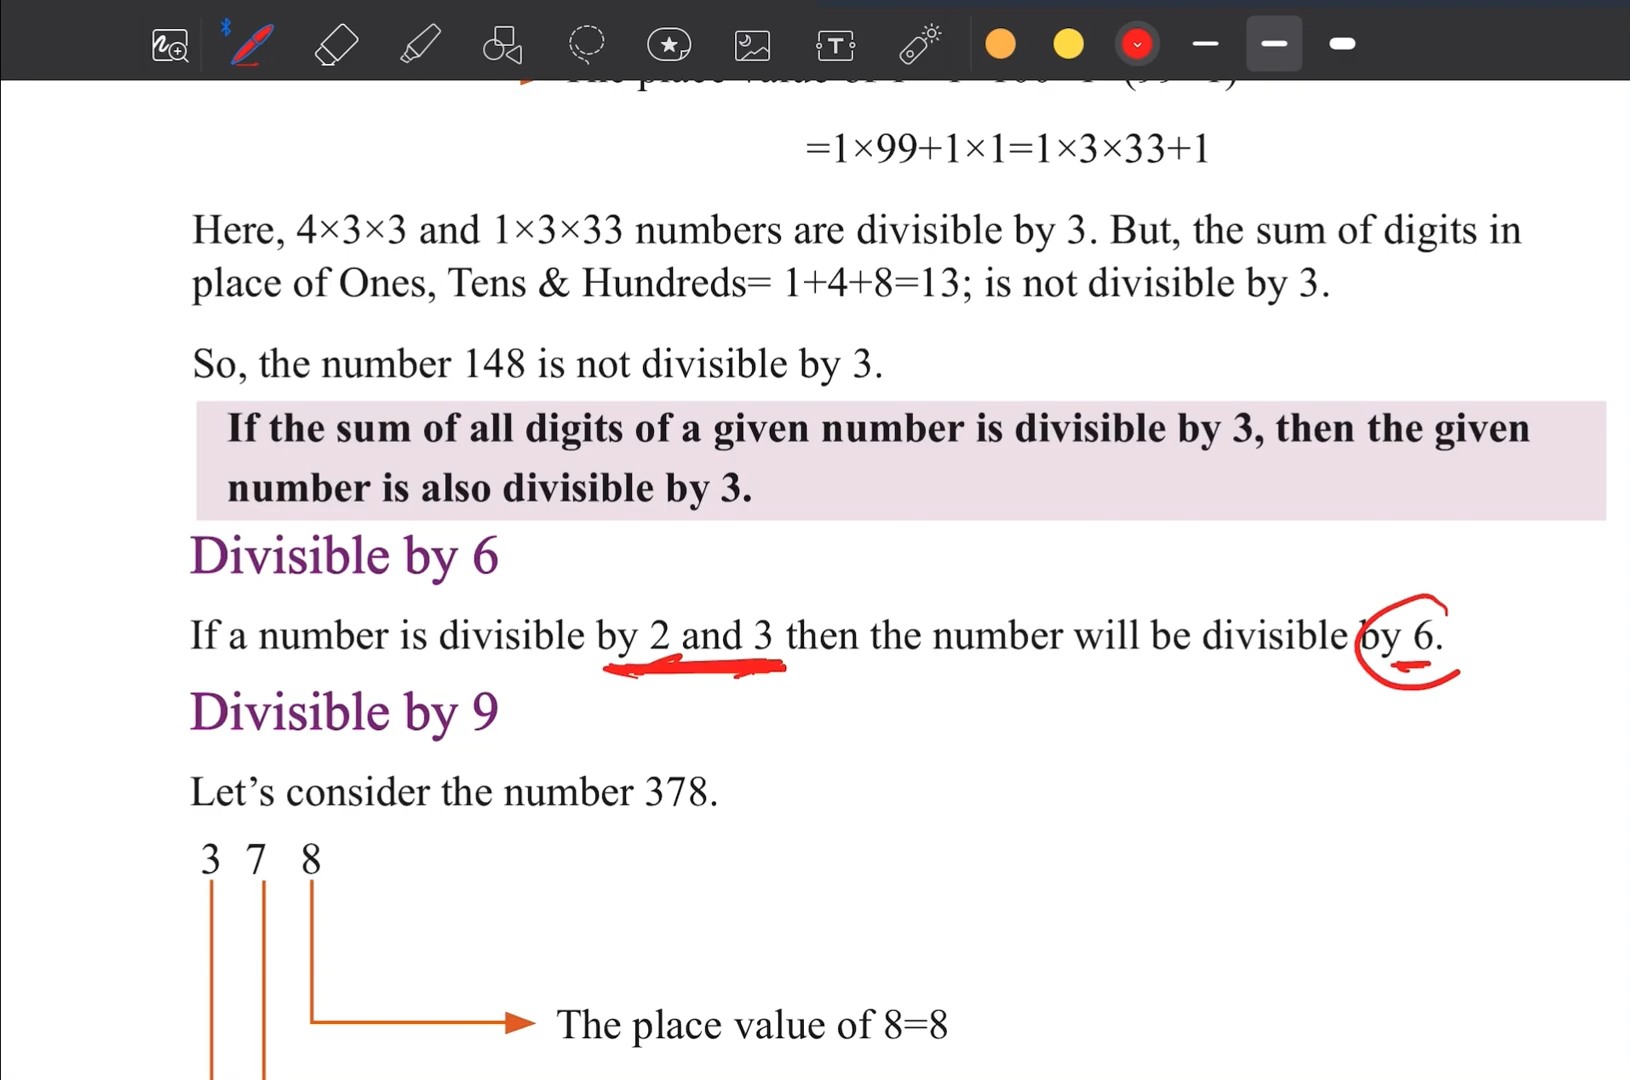 =1×99+1×1=1×3×33+1
Here, 4×3×3 and 1×3×33 numbers are divisible by 3. But, the sum of digits in
place of Ones, Tens & Hundreds= 1+4+8=13; is not divisible by 3.
So, the number 148 is not divisible by 3.
If the sum of all digits of a given number is divisible by 3, then the given
number is also divisible by 3.
Divisible by 6
If a number is divisible by 2 and 3 then the number will be divisible by 6.
Divisible by 9
Let’s consider the number 378.
3 7 8
The place value of 8=8